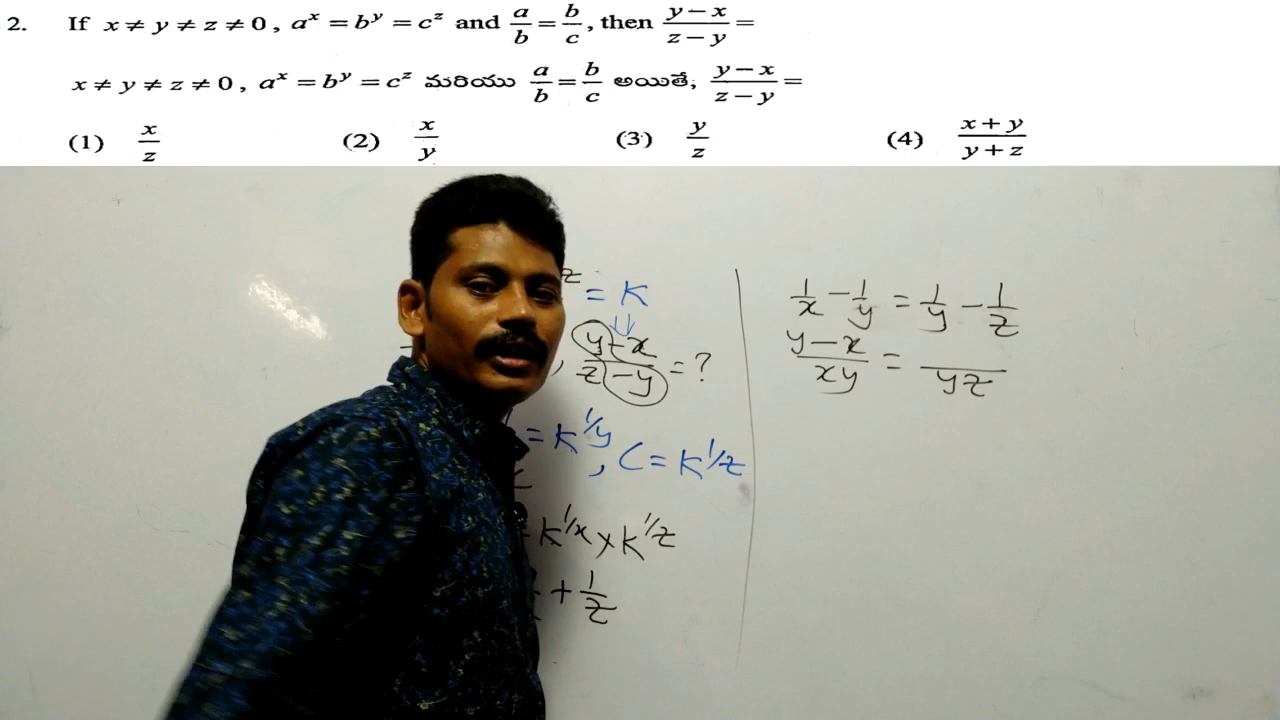 2. If x ≠ y ≠ z ≠ 0, a^x = b^y = c^z and a/b = b/c, then (y − x)/(z − y) =
x ≠ y ≠ z ≠ 0, a^x = b^y = c^z మరియు a/b = b/c అయితే, (y − x)/(z − y) =
(1) x/z (2) x/y (3) y/z (4) (x + y)/(y + z)
z = K
, (y − x)/(z − y) = ?
= K^1/y , C = K^1/z
= K^1/x × K^1/z
+ 1/z
1/x − 1/y = 1/y − 1/z
(y − x)/xy = /yz